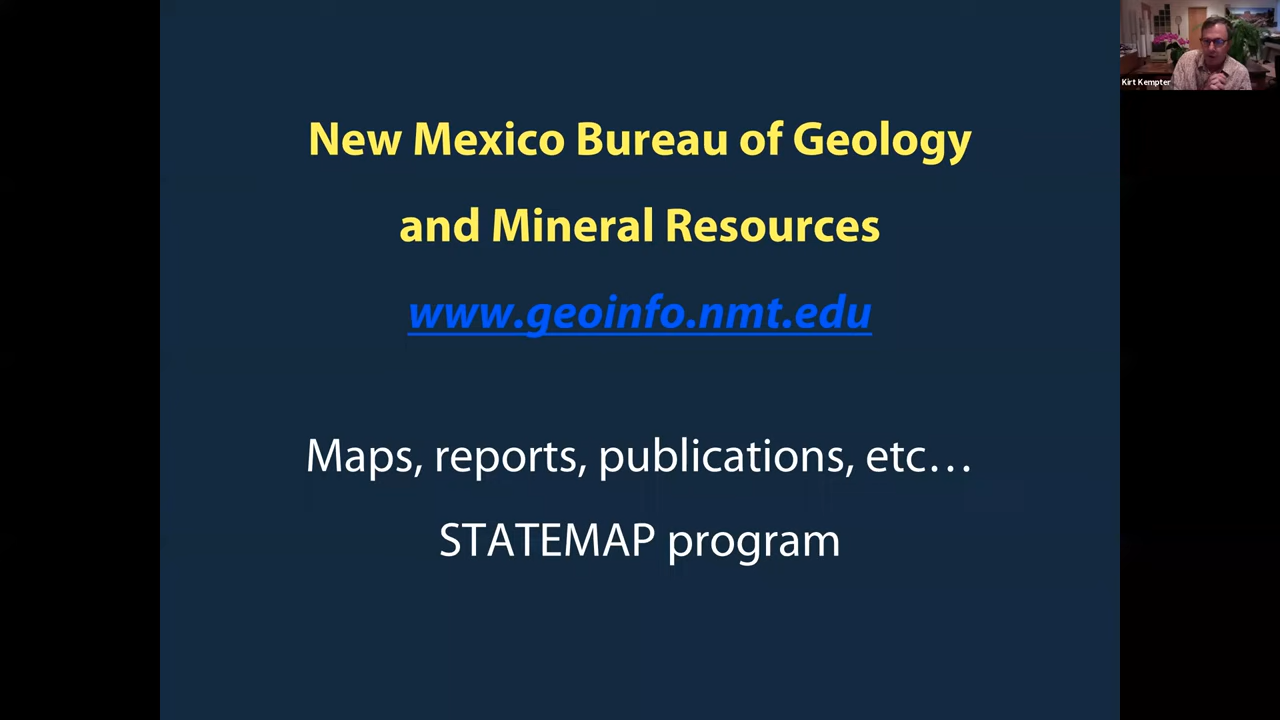 New Mexico Bureau of Geology
and Mineral Resources
www.geoinfo.nmt.edu
Maps, reports, publications, etc…
STATEMAP program
Kirt Kempter